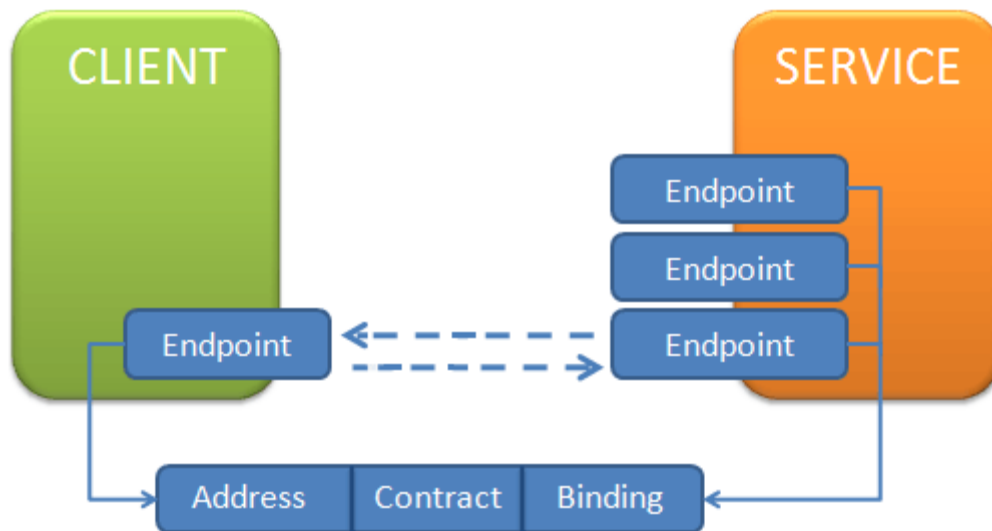 CLIENT
SERVICE
Endpoint
Endpoint
Endpoint
Endpoint
Address
Contract
Binding